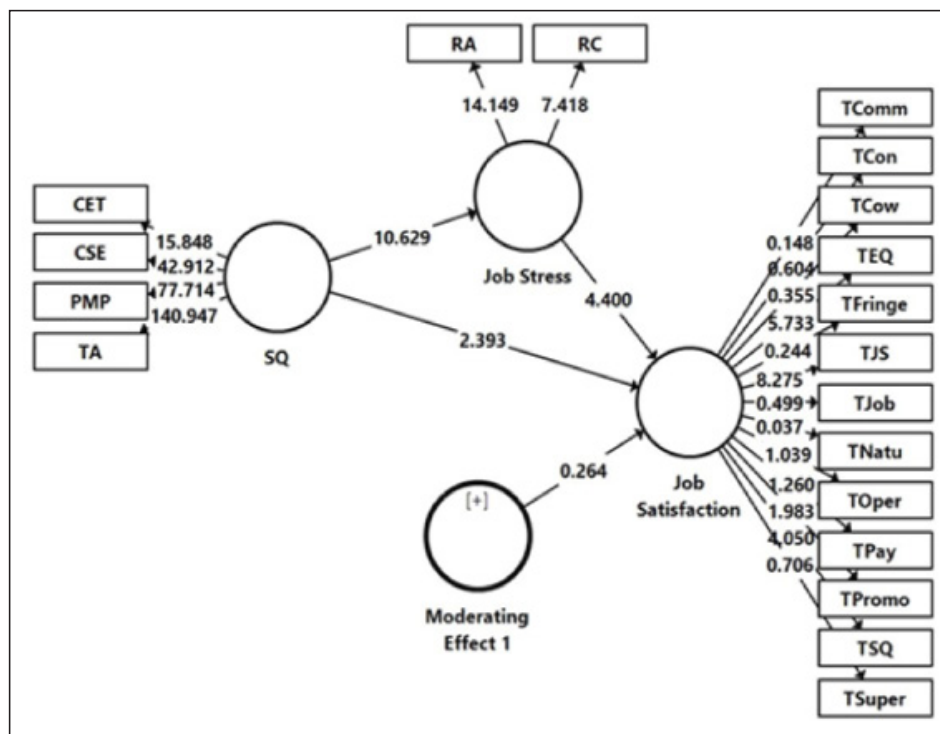 RA
RC
14.149
7.418
TComm
TCon
TCow
TEQ
TFringe
TJS
TJob
TNatu
TOper
TPay
TPromo
TSQ
TSuper
CET
CSE
PMP
TA
15.848
42.912
77.714
140.947
SQ
10.629
Job Stress
4.400
2.393
0.148
0.604
0.355
5.733
0.244
8.275
0.499
0.037
1.039
1.260
1.983
4.050
0.706
Job
Satisfaction
0.264
[+]
Moderating
Effect 1